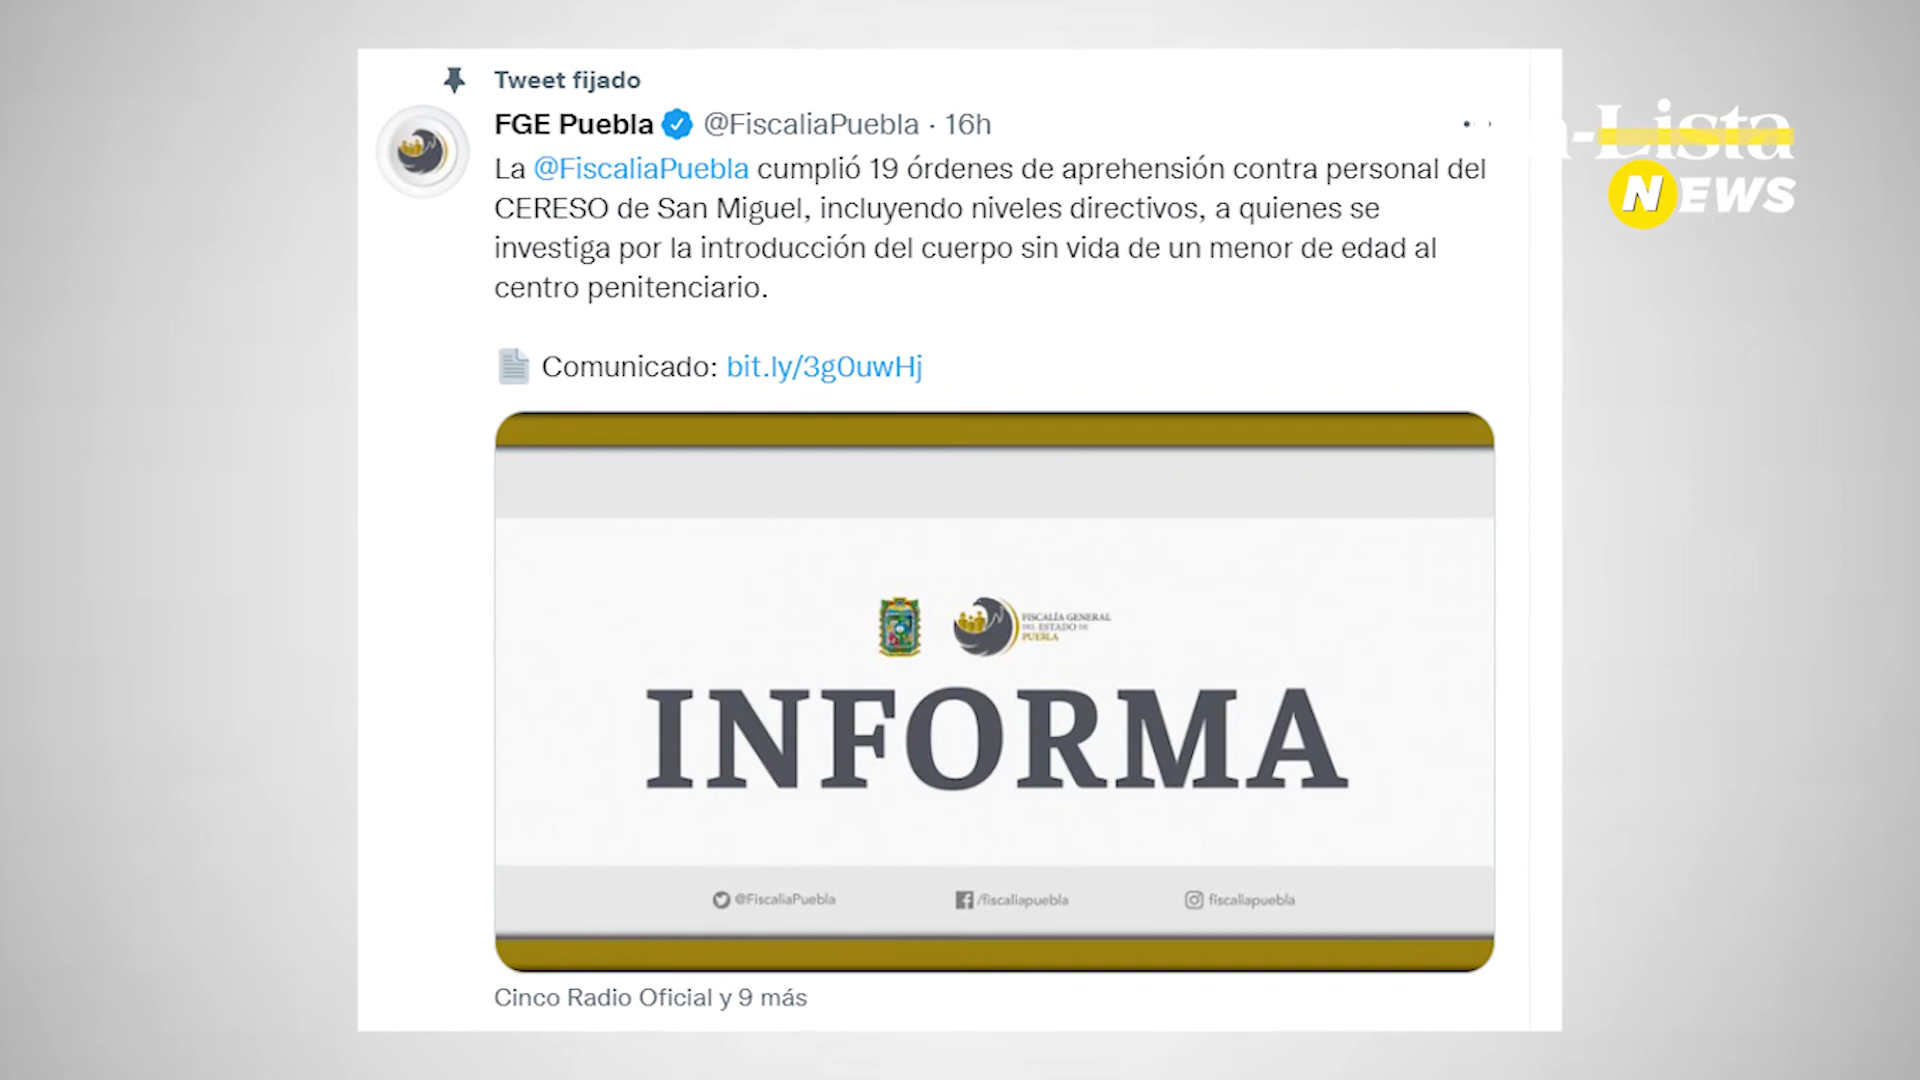 Tweet fijado
FGE Puebla @FiscaliaPuebla · 16h
La @FiscaliaPuebla cumplió 19 órdenes de aprehensión contra personal del
CERESO de San Miguel, incluyendo niveles directivos, a quienes se
investiga por la introducción del cuerpo sin vida de un menor de edad al
centro penitenciario.
Comunicado: bit.ly/3g0uwHj
FISCALÍA GENERAL
DEL ESTADO DE
PUEBLA
INFORMA
@FiscaliaPuebla
/fiscaliapuebla
fiscaliapuebla
Cinco Radio Oficial y 9 más
-Lista
NEWS